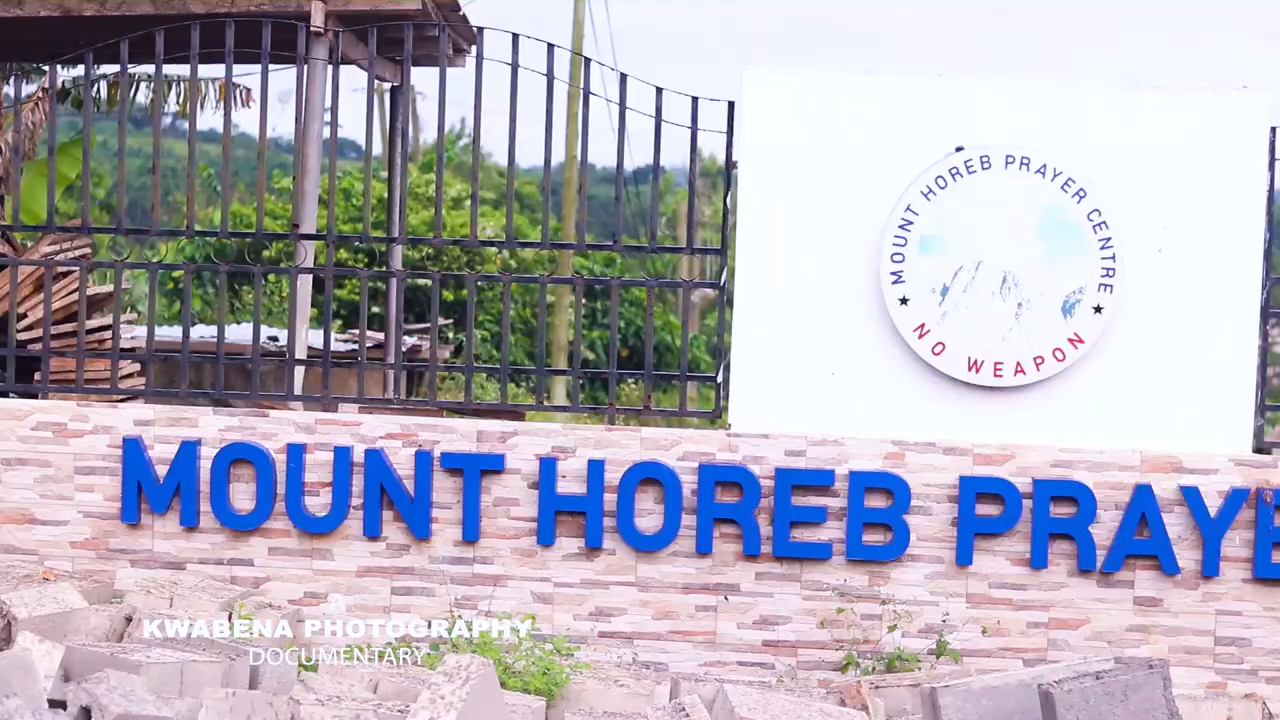 MOUNT HOREB PRAYER CENTRE
★ NO WEAPON ★
MOUNT HOREB PRAYE
A
KWABENA PHOTOGRAPHY
DOCUMENTARY